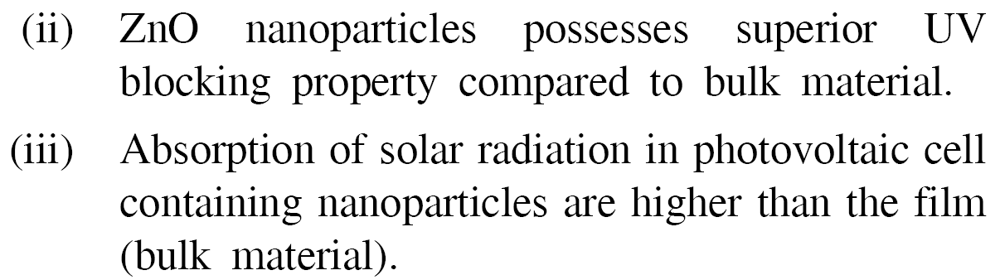 (ii) ZnO nanoparticles possesses superior UV
blocking property compared to bulk material.
(iii) Absorption of solar radiation in photovoltaic cell
containing nanoparticles are higher than the film
(bulk material).